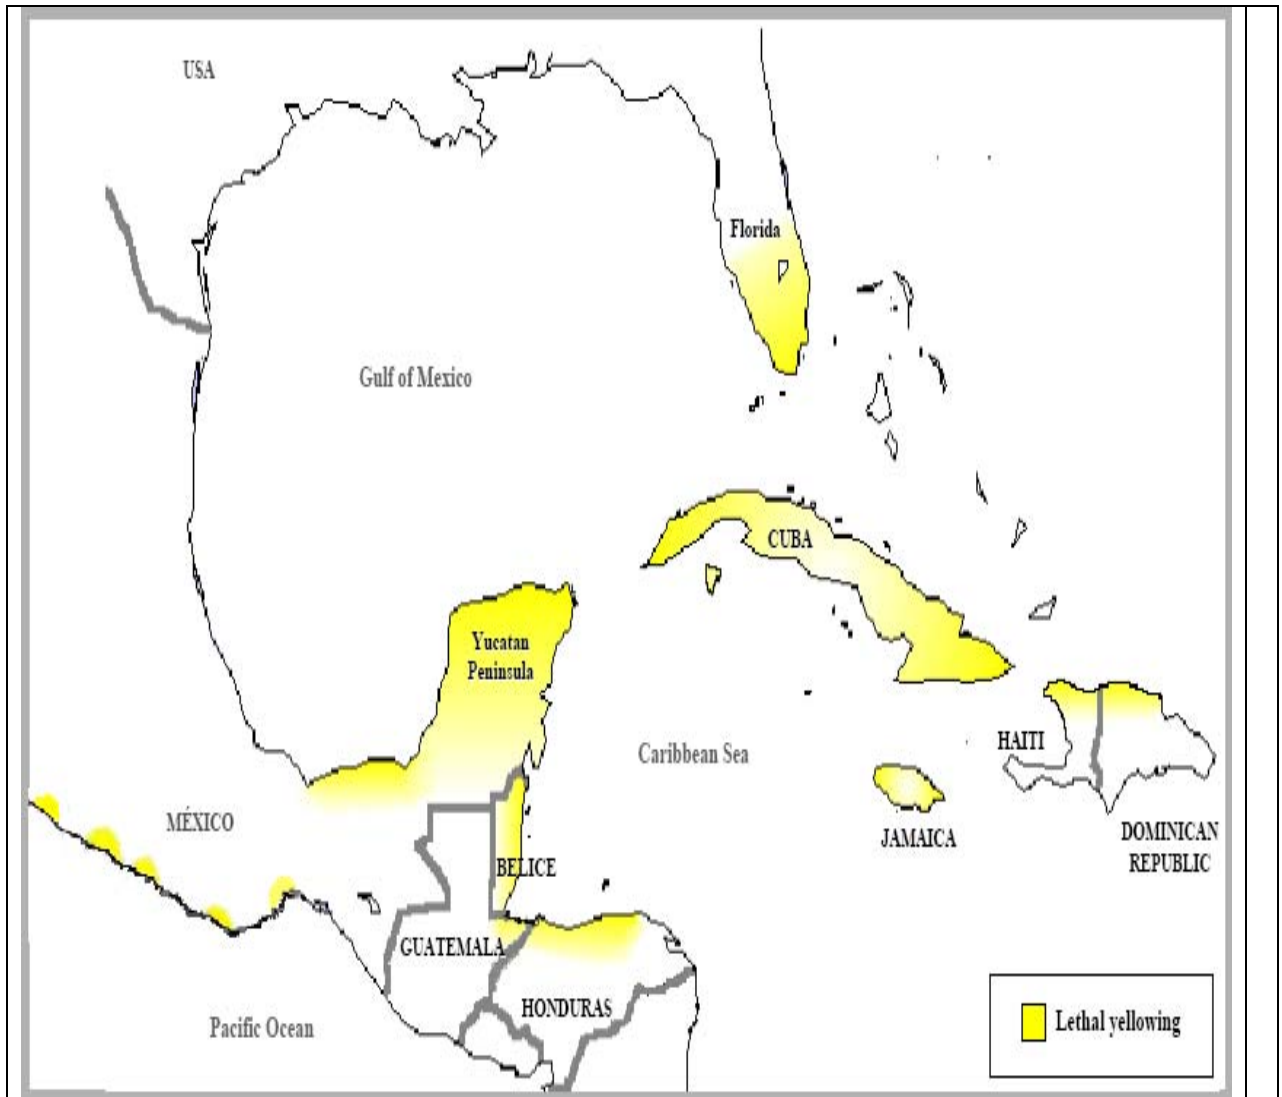 USA
Florida
Gulf of Mexico
CUBA
Yucatan
Peninsula
HAITI
Caribbean Sea
MÉXICO
JAMAICA
DOMINICAN
REPUBLIC
BELICE
GUATEMALA
HONDURAS
Pacific Ocean
Lethal yellowing